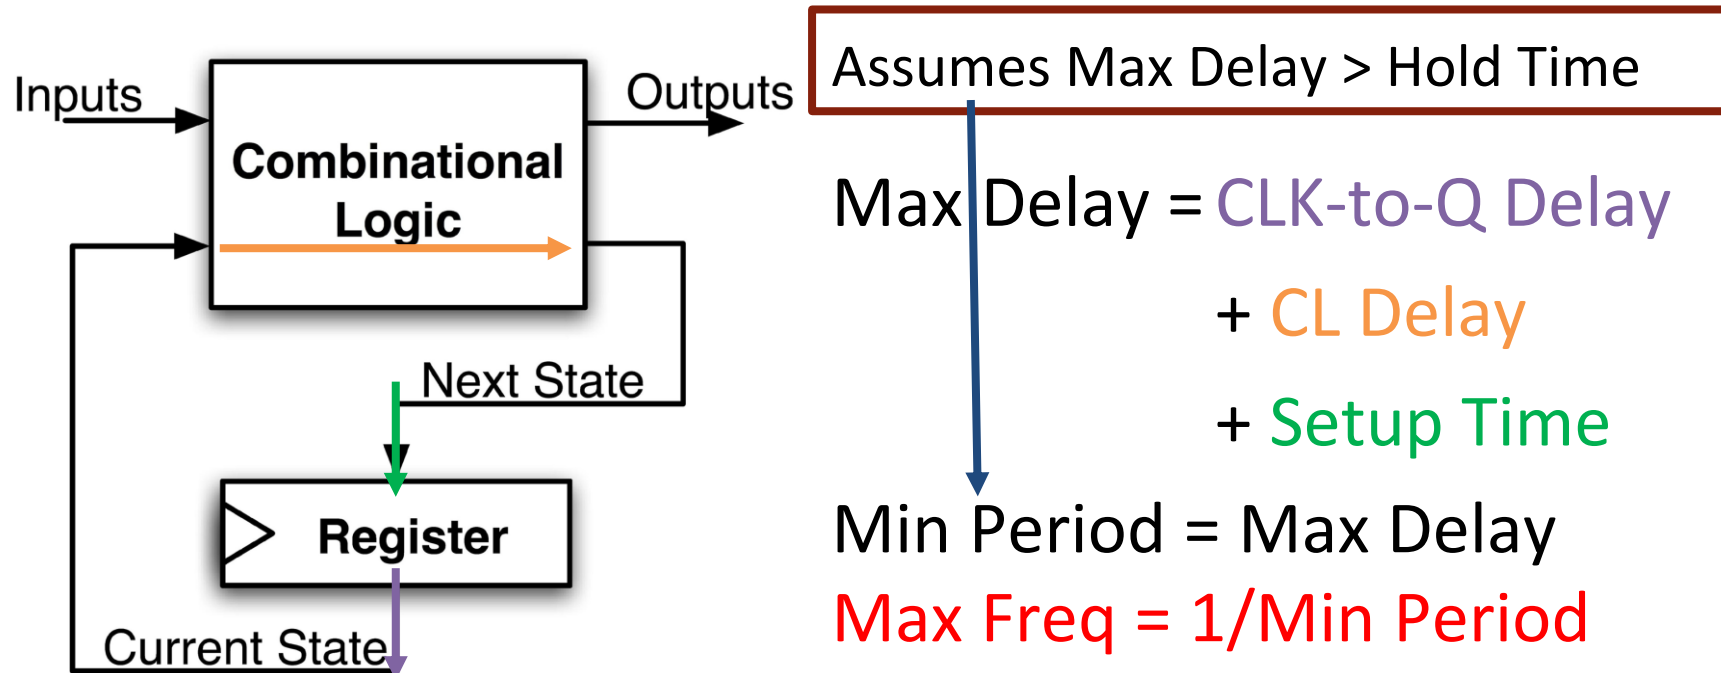 Inputs
Outputs
Combinational
Logic
Next State
Register
Current State
Assumes Max Delay > Hold Time
Max Delay = CLK-to-Q Delay
+ CL Delay
+ Setup Time
Min Period = Max Delay
Max Freq = 1/Min Period